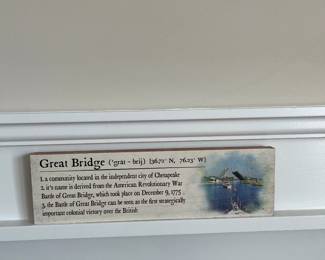 Great Bridge ('grāt - brij) (36.72° N, 76.23° W)
1. a community located in the independent city of Chesapeake
2. it's name is derived from the American Revolutionary War
Battle of Great Bridge, which took place on December 9, 1775
3. the Battle of Great Bridge can be seen as the first strategically
important colonial victory over the British